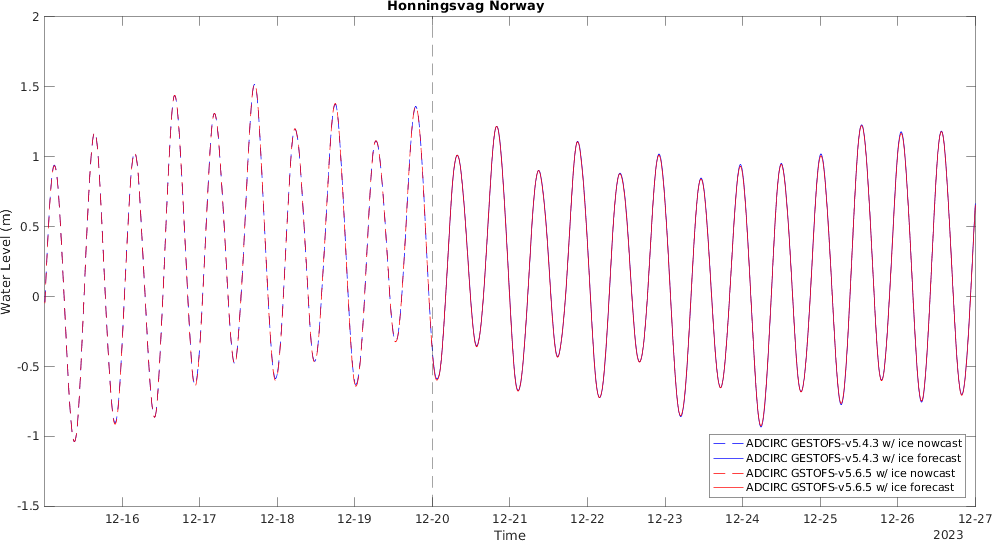 Honningsvag Norway
2
1.5
1
0.5
0
-0.5
-1
-1.5
Water Level (m)
12-16 12-17 12-18 12-19 12-20 12-21 12-22 12-23 12-24 12-25 12-26 12-27
Time
2023
ADCIRC GESTOFS-v5.4.3 w/ ice nowcast
ADCIRC GESTOFS-v5.4.3 w/ ice forecast
ADCIRC GSTOFS-v5.6.5 w/ ice nowcast
ADCIRC GSTOFS-v5.6.5 w/ ice forecast